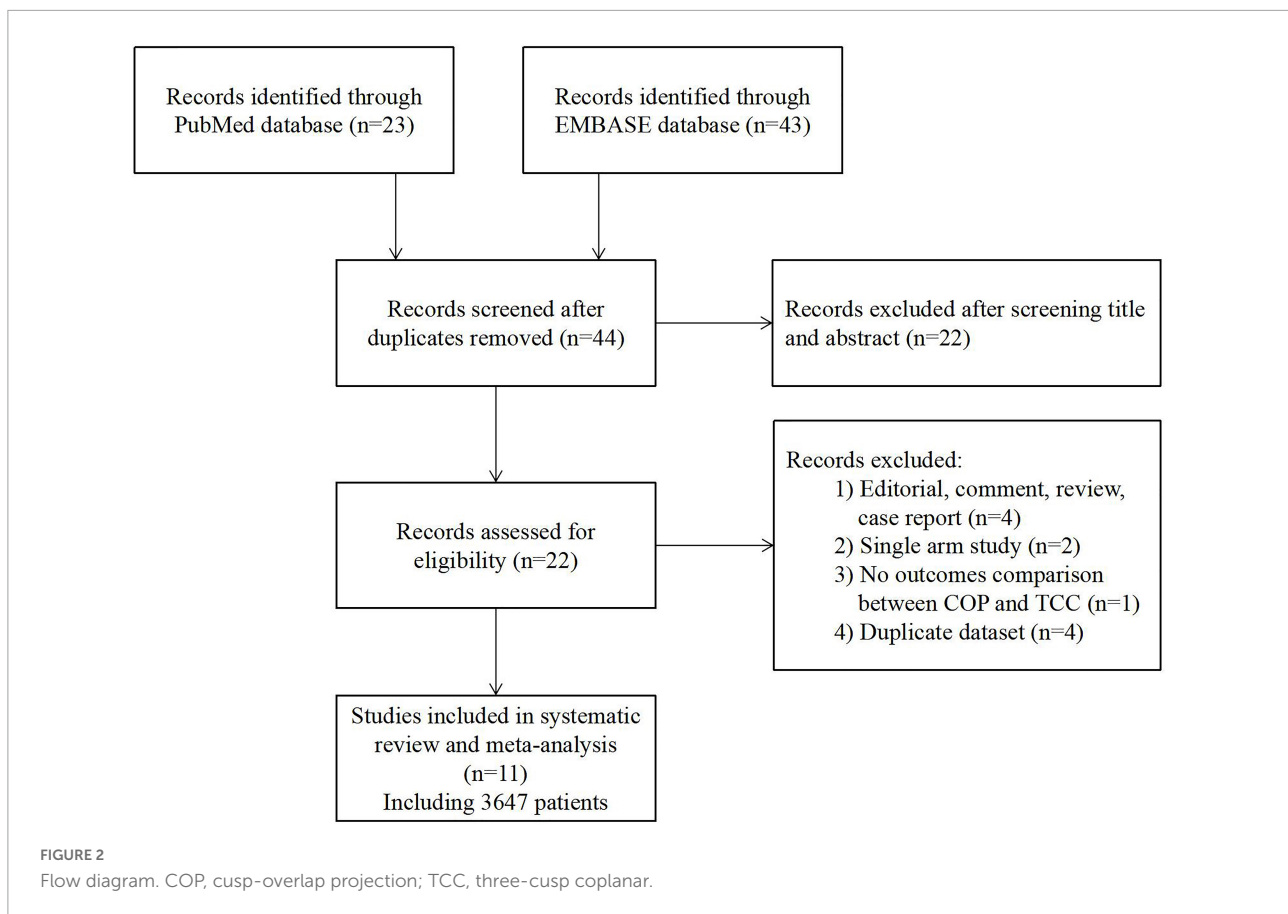 Records identified through
PubMed database (n=23)
Records identified through
EMBASE database (n=43)
Records screened after
duplicates removed (n=44)
Records excluded after screening title
and abstract (n=22)
Records assessed for
eligibility (n=22)
Records excluded:
1) Editorial, comment, review,
case report (n=4)
2) Single arm study (n=2)
3) No outcomes comparison
between COP and TCC (n=1)
4) Duplicate dataset (n=4)
Studies included in systematic
review and meta-analysis
(n=11)
Including 3647 patients
FIGURE 2
Flow diagram. COP, cusp-overlap projection; TCC, three-cusp coplanar.